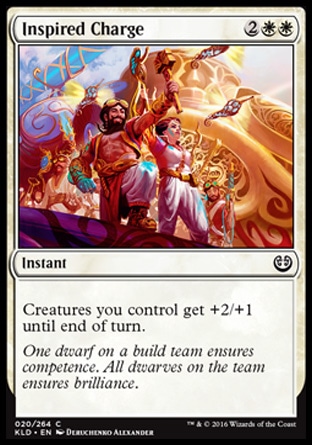 Inspired Charge 2
Instant
Creatures you control get +2/+1
until end of turn.
One dwarf on a build team ensures
competence. All dwarves on the team
ensures brilliance.
020/264 C
KLD • EN DERUCHENKO ALEXANDER
™ & © 2016 Wizards of the Coast